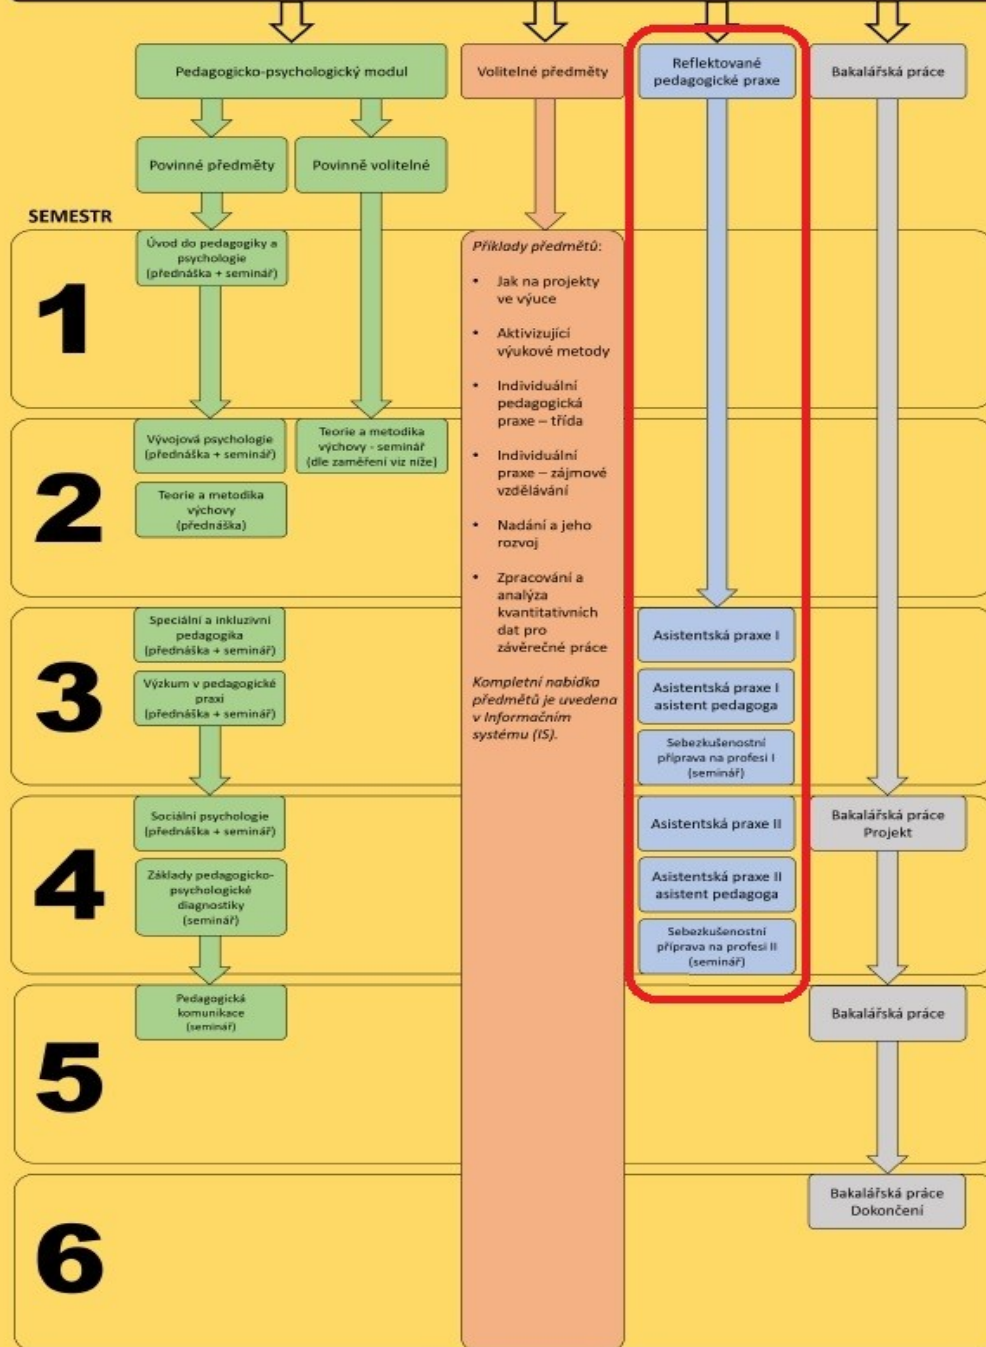 Pedagogicko-psychologický modul
Volitelné předměty
Reflektované
pedagogické praxe
Bakalářská práce
Povinné předměty
Povinně volitelné
SEMESTR
1
Úvod do pedagogiky a
psychologie
(přednáška + seminář)
Příklady předmětů:
• Jak na projekty
ve výuce
• Aktivizující
výukové metody
• Individuální
pedagogická
praxe – třída
• Individuální
praxe – zájmové
vzdělávání
• Nadání a jeho
rozvoj
• Zpracování a
analýza
kvantitativních
dat pro
závěrečné práce
Kompletní nabídka
předmětů je uvedena
v Informačním
systému (IS).
2
Vývojová psychologie
(přednáška + seminář)
Teorie a metodika
výchovy - seminář
(dle zaměření viz níže)
Teorie a metodika
výchovy
(přednáška)
3
Speciální a inkluzivní
pedagogika
(přednáška + seminář)
Výzkum v pedagogické
praxi
(přednáška + seminář)
Asistentská praxe I
Asistentská praxe I
asistent pedagoga
Sebezkušenostní
příprava na profesi I
(seminář)
4
Sociální psychologie
(přednáška + seminář)
Základy pedagogicko-
psychologické
diagnostiky
(seminář)
Asistentská praxe II
Asistentská praxe II
asistent pedagoga
Sebezkušenostní
příprava na profesi II
(seminář)
Bakalářská práce
Projekt
5
Pedagogická
komunikace
(seminář)
Bakalářská práce
6
Bakalářská práce
Dokončení